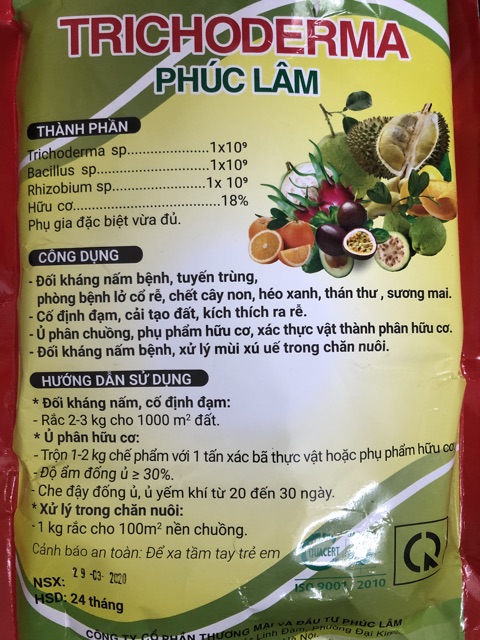 TRICHODERMA
PHÚC LÂM
THÀNH PHẦN
Trichoderma sp...............1x10⁹
Bacillus sp.......................1x10⁹
Rhizobium sp...................1x 10⁹
Hữu cơ..............................18%
Phụ gia đặc biệt vừa đủ.
CÔNG DỤNG
- Đối kháng nấm bệnh, tuyến trùng,
phòng bệnh lở cổ rễ, chết cây non, héo xanh, thán thư , sương mai.
- Cố định đạm, cải tạo đất, kích thích ra rễ.
- Ủ phân chuồng, phụ phẩm hữu cơ, xác thực vật thành phân hữu cơ.
- Đối kháng nấm bệnh, xử lý mùi xú uế trong chăn nuôi.
HƯỚNG DẪN SỬ DỤNG
* Đối kháng nấm, cố định đạm:
- Rắc 2-3 kg cho 1000 m² đất.
* Ủ phân hữu cơ:
- Trộn 1-2 kg chế phẩm với 1 tấn xác bã thực vật hoặc phụ phẩm hữu cơ
- Độ ẩm đống ủ ≥ 30%.
- Che đậy đống ủ, ủ yếm khí từ 20 đến 30 ngày.
* Xử lý trong chăn nuôi:
- 1 kg rắc cho 100m² nền chuồng.
Cảnh báo an toàn: Để xa tầm tay trẻ em
QUACERT
NSX: 29-03-2020
ISO 9001 : 2010
HSD: 24 tháng
CÔNG TY CỔ PHẦN THƯƠNG MẠI VÀ ĐẦU TƯ PHÚC LÂM
Linh Đàm, Phường Đại Kim
Hà Nội.